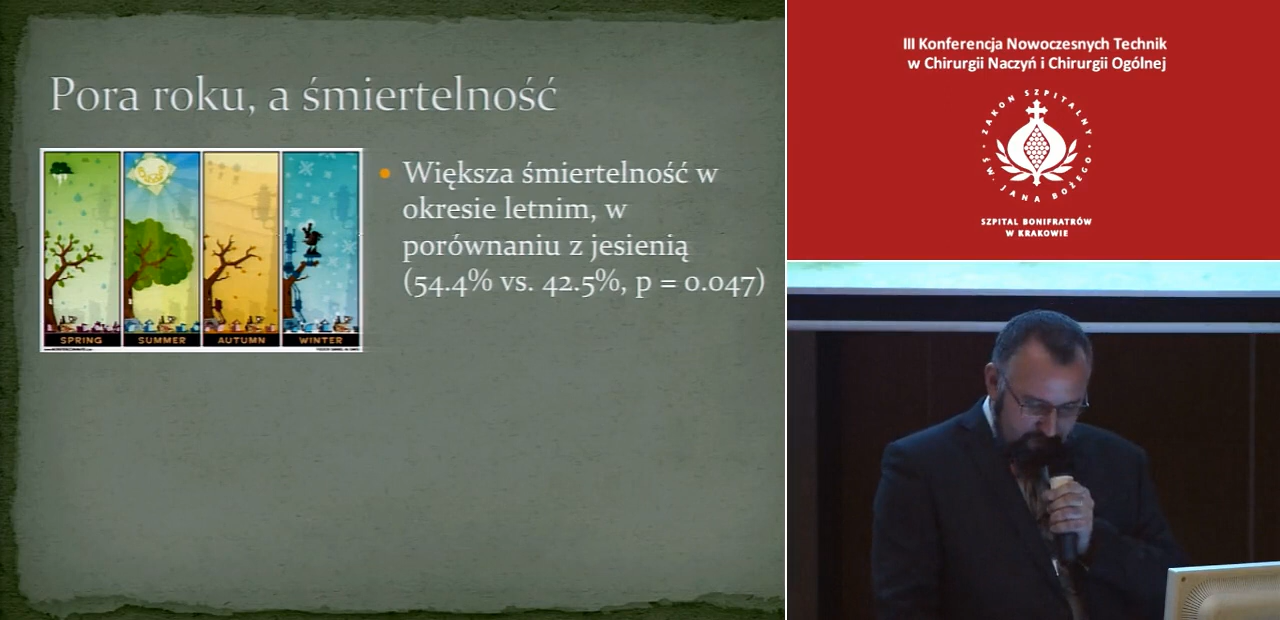 Pora roku, a śmiertelność
SPRING
SUMMER
AUTUMN
WINTER
Większa śmiertelność w
okresie letnim, w
porównaniu z jesienią
(54.4% vs. 42.5%, p = 0.047)
III Konferencja Nowoczesnych Technik
w Chirurgii Naczyń i Chirurgii Ogólnej
ZAKON SZPITALNY
ŚW. JANA BOŻEGO
SZPITAL BONIFRATRÓW
W KRAKOWIE